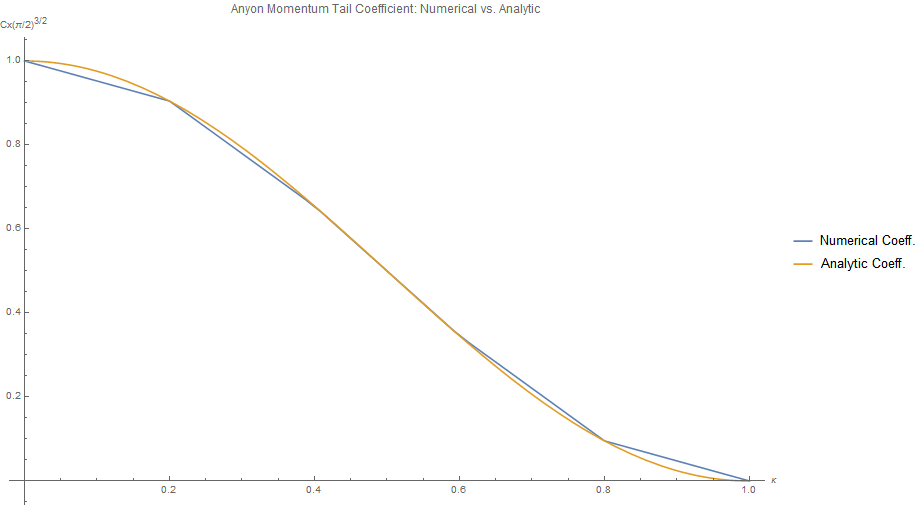 Anyon Momentum Tail Coefficient: Numerical vs. Analytic
Cx(π/2)^3/2
1.0
0.8
0.6
0.4
0.2
0.2 0.4 0.6 0.8 1.0 κ
Numerical Coeff.
Analytic Coeff.